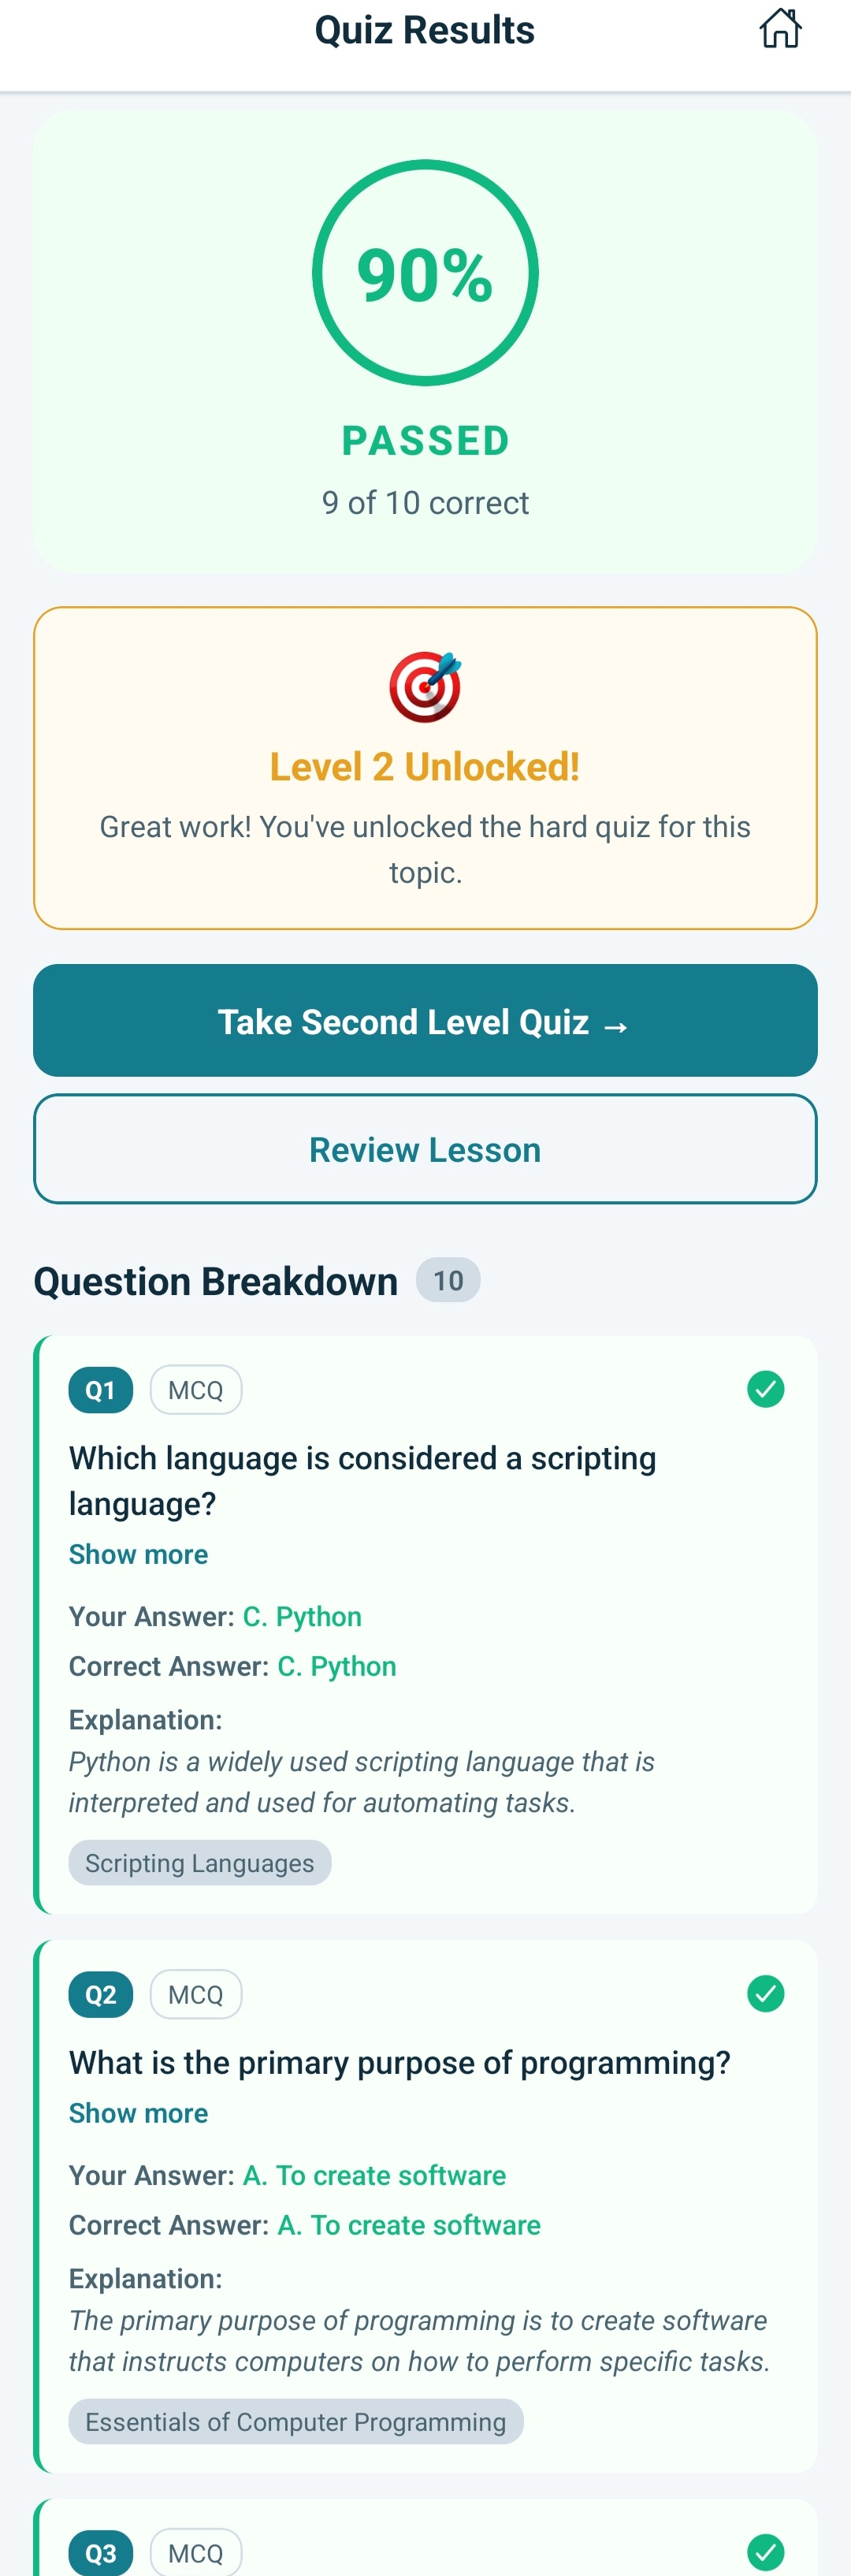 Quiz Results
90%
PASSED
9 of 10 correct
Level 2 Unlocked!
Great work! You've unlocked the hard quiz for this
topic.
Take Second Level Quiz →
Review Lesson
Question Breakdown 10
Q1 MCQ
Which language is considered a scripting
language?
Show more
Your Answer: C. Python
Correct Answer: C. Python
Explanation:
Python is a widely used scripting language that is
interpreted and used for automating tasks.
Scripting Languages
Q2 MCQ
What is the primary purpose of programming?
Show more
Your Answer: A. To create software
Correct Answer: A. To create software
Explanation:
The primary purpose of programming is to create software
that instructs computers on how to perform specific tasks.
Essentials of Computer Programming
Q3 MCQ